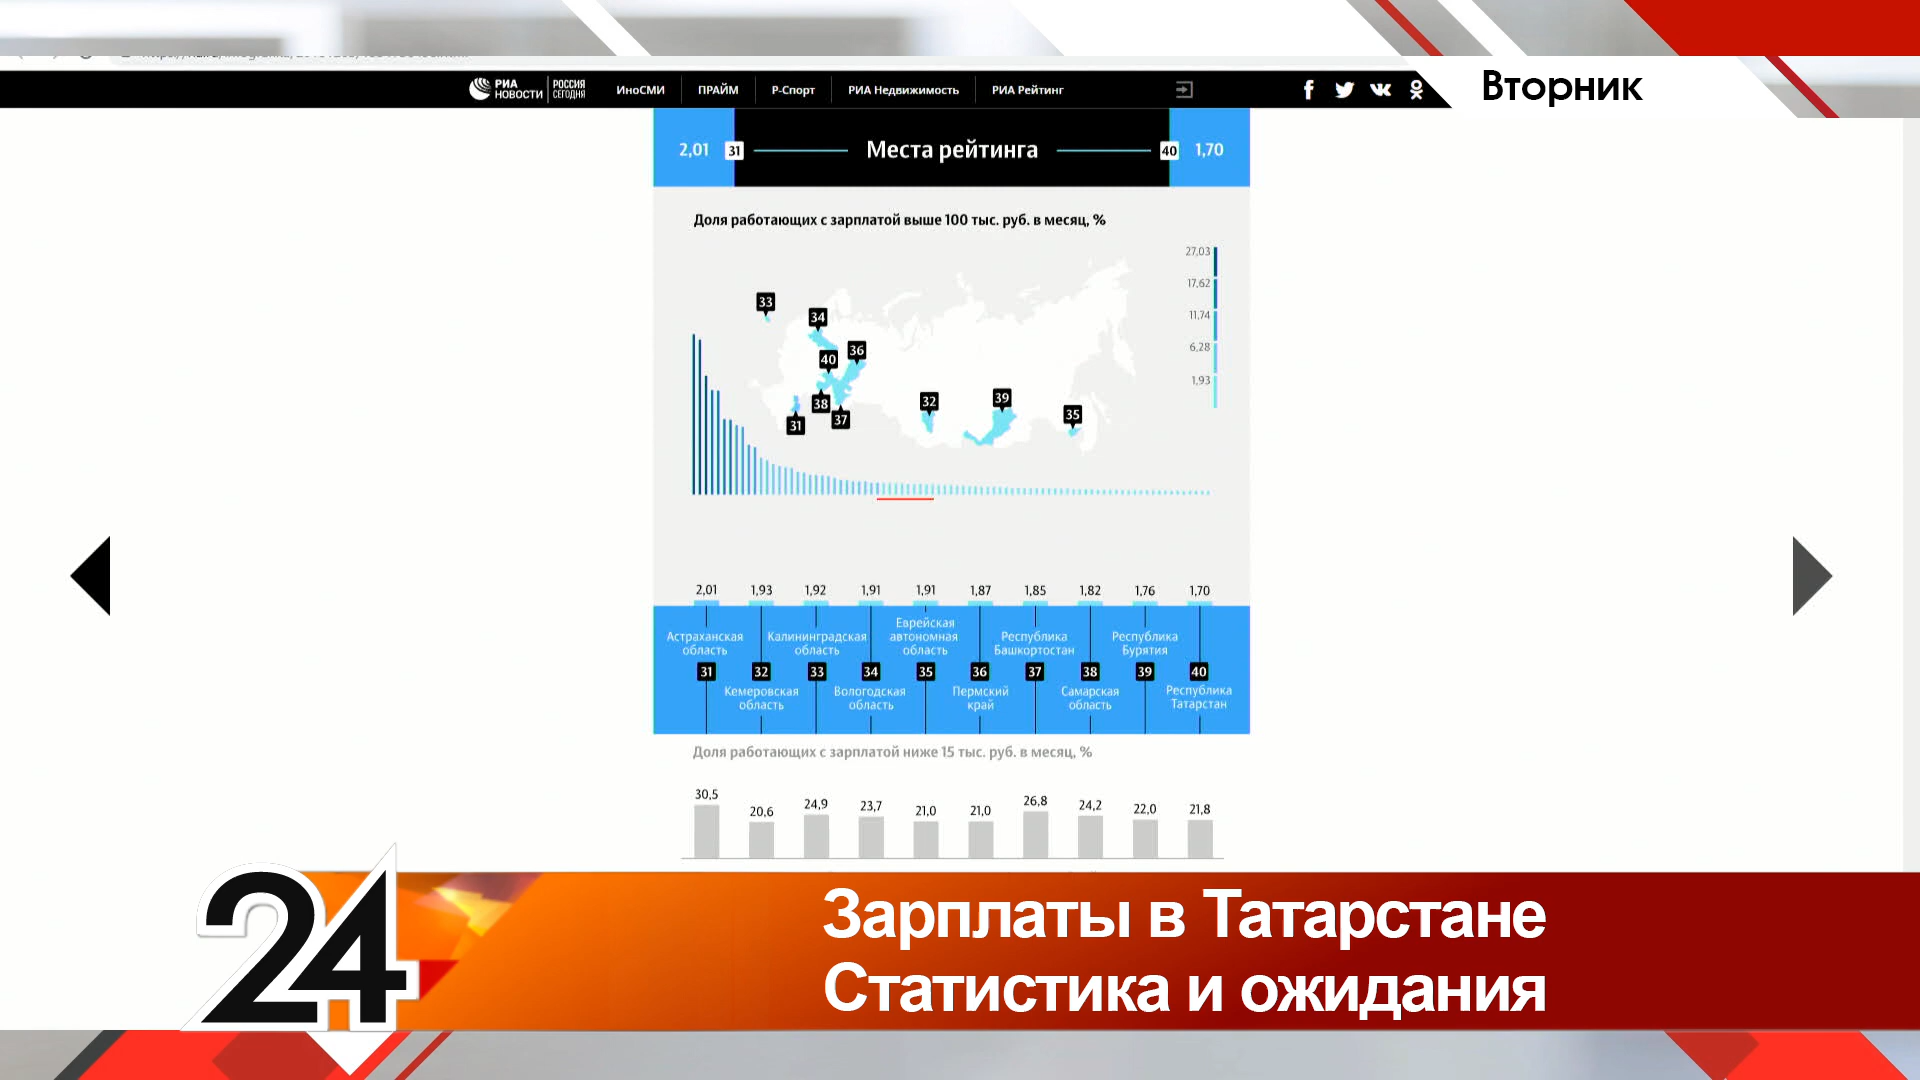 РИА НОВОСТИ
РОССИЯ СЕГОДНЯ
ИноСМИ
ПРАЙМ
Р-Спорт
РИА Недвижимость
РИА Рейтинг
Вторник
2,01 31 Места рейтинга 40 1,70
Доля работающих с зарплатой выше 100 тыс. руб. в месяц, %
27,03
17,62
11,74
6,28
1,93
33
34
40
36
38
37
31
32
39
35
2,01 1,93 1,92 1,91 1,91 1,87 1,85 1,82 1,76 1,70
Астраханская область
Калининградская область
Еврейская автономная область
Республика Башкортостан
Республика Бурятия
31 32 33 34 35 36 37 38 39 40
Кемеровская область
Вологодская область
Пермский край
Самарская область
Республика Татарстан
Доля работающих с зарплатой ниже 15 тыс. руб. в месяц, %
30,5 20,6 24,9 23,7 21,0 21,0 26,8 24,2 22,0 21,8
24
Зарплаты в Татарстане
Статистика и ожидания